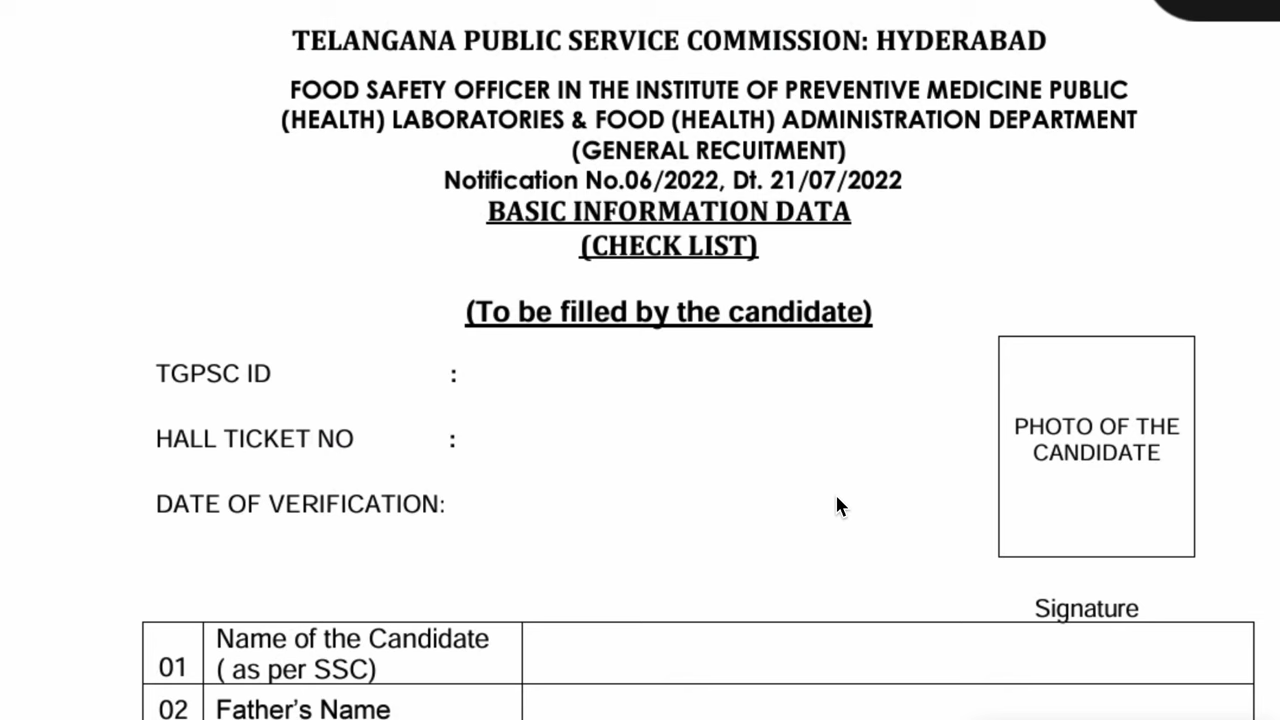 TELANGANA PUBLIC SERVICE COMMISSION: HYDERABAD
FOOD SAFETY OFFICER IN THE INSTITUTE OF PREVENTIVE MEDICINE PUBLIC
(HEALTH) LABORATORIES & FOOD (HEALTH) ADMINISTRATION DEPARTMENT
(GENERAL RECUITMENT)
Notification No.06/2022, Dt. 21/07/2022
BASIC INFORMATION DATA
(CHECK LIST)
(To be filled by the candidate)
TGPSC ID :
HALL TICKET NO :
DATE OF VERIFICATION:
PHOTO OF THE
CANDIDATE
Signature
01 Name of the Candidate
( as per SSC)
02 Father’s Name